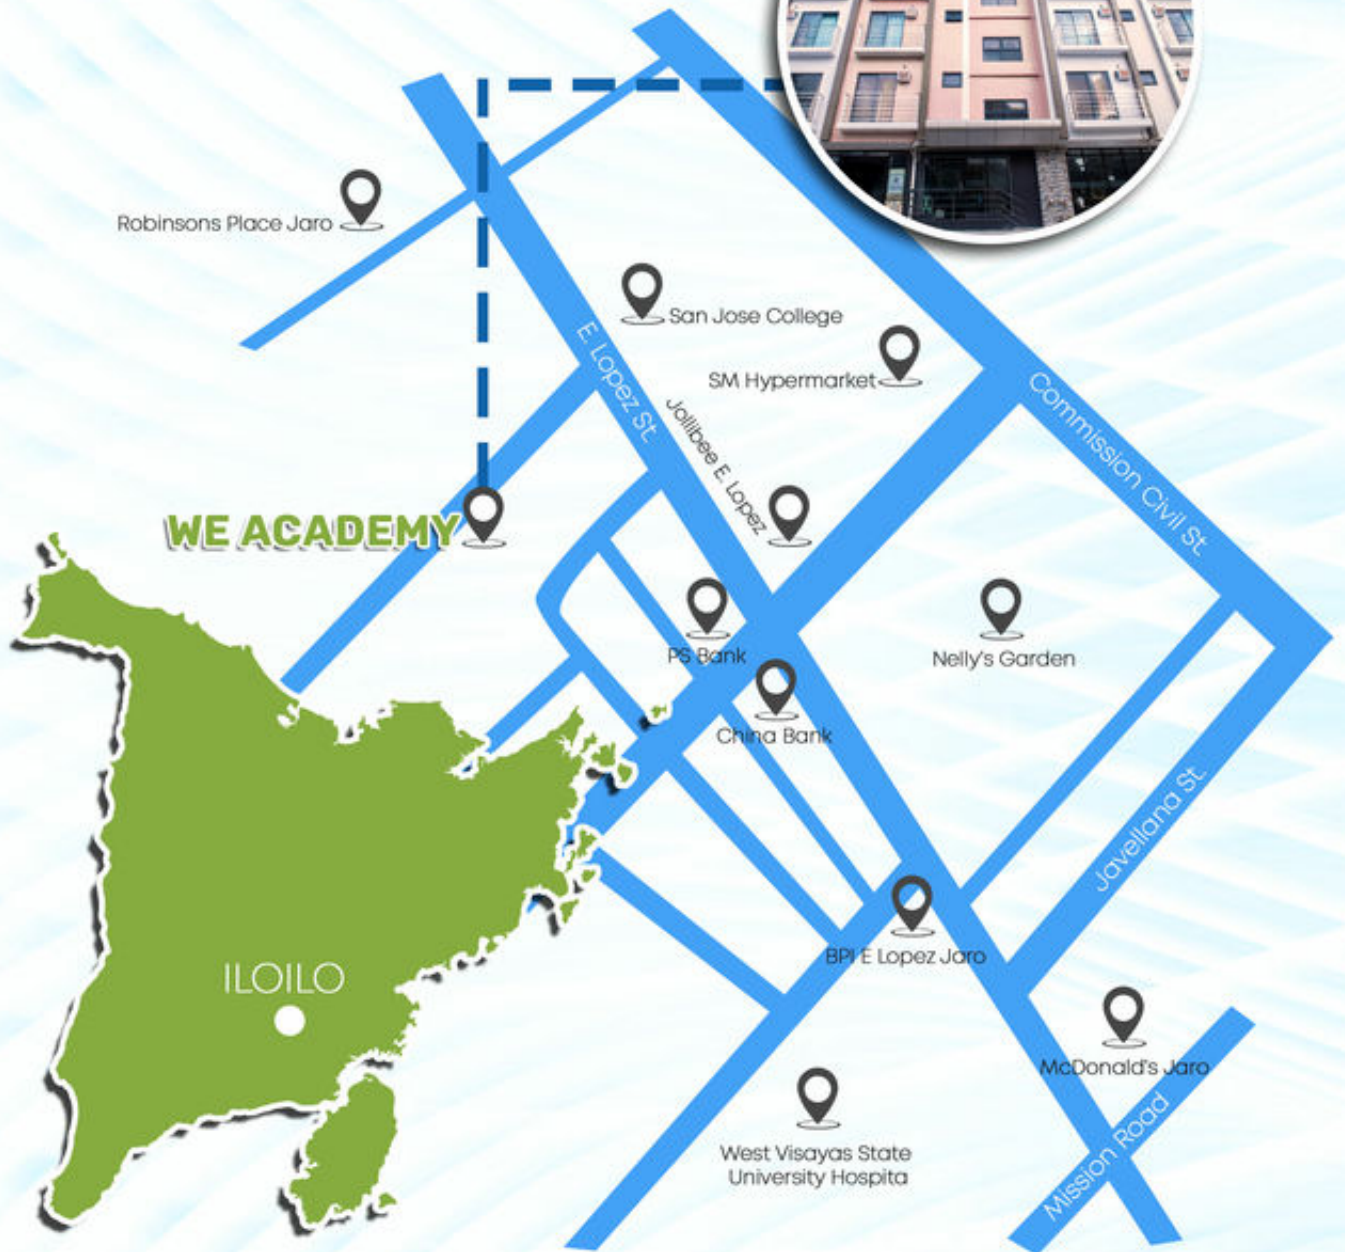 Robinsons Place Jaro
San Jose College
E. Lopez St.
SM Hypermarket
Jollibee E. Lopez
Commission Civil St.
WE ACADEMY
PS Bank
Nelly's Garden
China Bank
Javellana St.
BPI E Lopez Jaro
ILOILO
McDonald's Jaro
Mission Road
West Visayas State
University Hospita